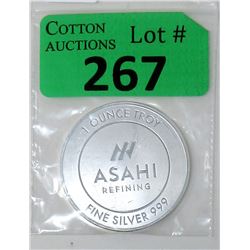 COTTON
AUCTIONS
Lot #
267
1 OUNCE TROY
ASAHI
REFINING
FINE SILVER 999